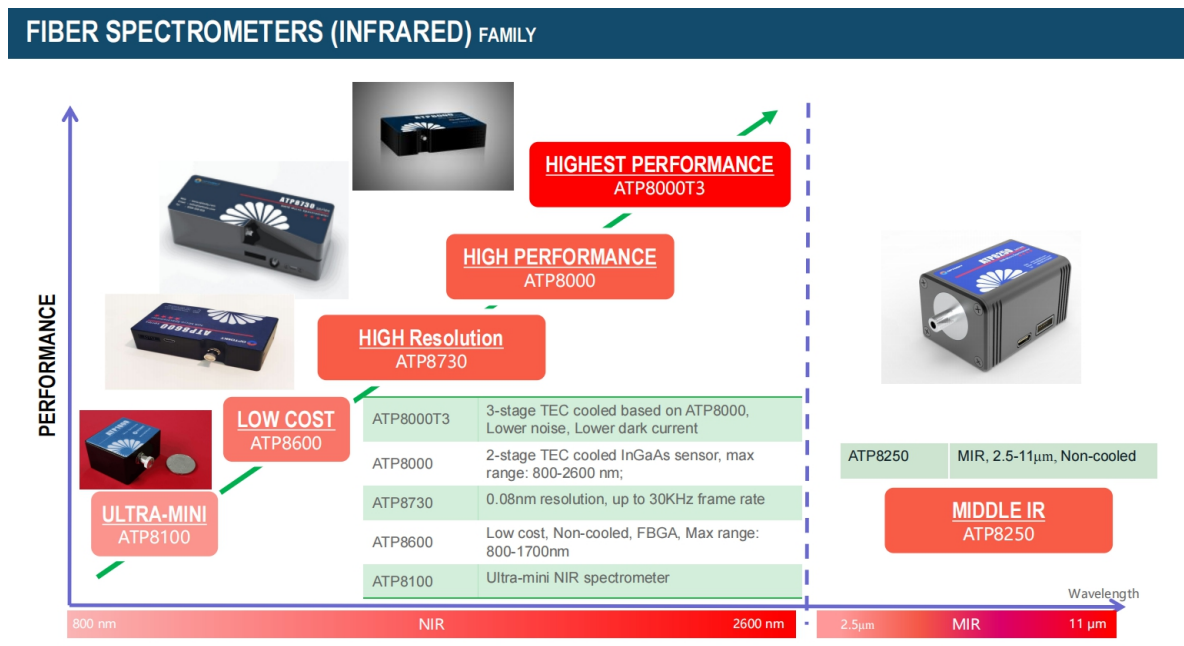 FIBER SPECTROMETERS (INFRARED) FAMILY
PERFORMANCE
ATP8000
HIGHEST PERFORMANCE
ATP8000T3
ATP8730
HIGH PERFORMANCE
ATP8000
ATP8600
HIGH Resolution
ATP8730
LOW COST
ATP8600
ULTRA-MINI
ATP8100
ATP8000T3
3-stage TEC cooled based on ATP8000,
Lower noise, Lower dark current
ATP8000
2-stage TEC cooled InGaAs sensor, max
range: 800-2600 nm;
ATP8730
0.08nm resolution, up to 30KHz frame rate
ATP8600
Low cost, Non-cooled, FBGA, Max range:
800-1700nm
ATP8100
Ultra-mini NIR spectrometer
ATP8250
ATP8250
MIR, 2.5-11μm, Non-cooled
MIDDLE IR
ATP8250
Wavelength
800 nm
NIR
2600 nm
2.5μm
MIR
11 μm